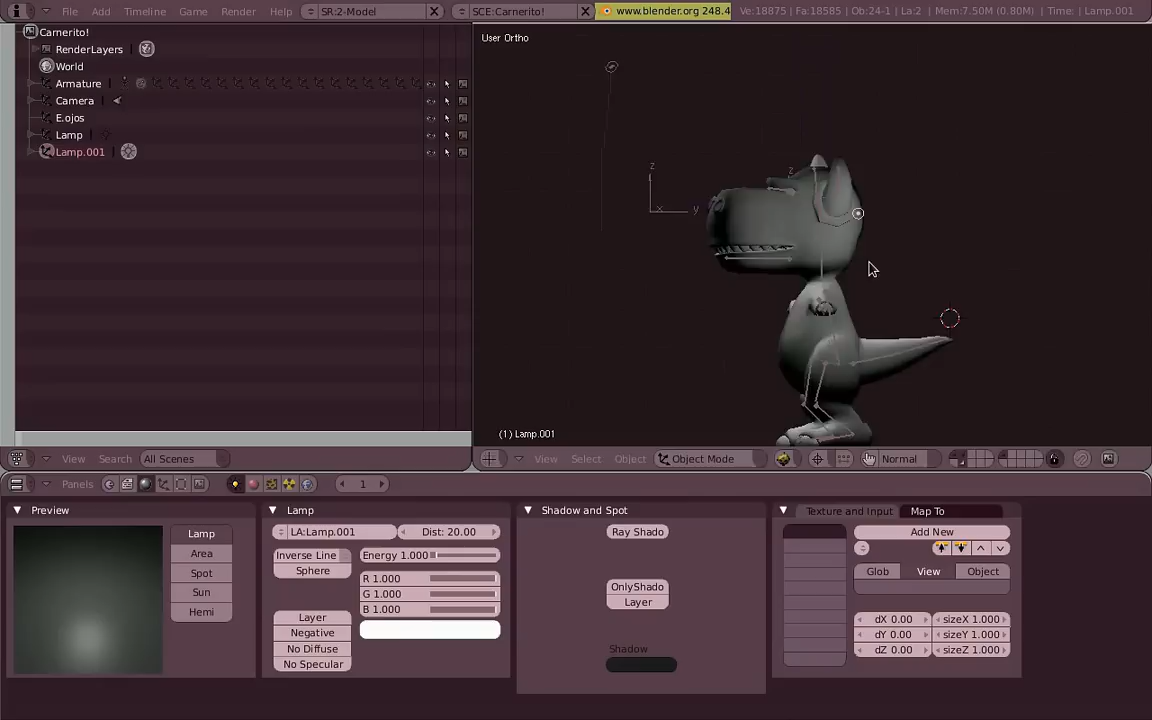 File Add Timeline Game Render Help SR:2-Model SCE:Carnerito! www.blender.org 248.4 Ve:18875 | Fa:18585 | Ob:24-1 | La:2 | Mem:7.50M (0.80M) | Time: | Lamp.001
Carnerito!
RenderLayers
World
Armature
Camera
E.ojos
Lamp
Lamp.001
User Ortho
z
x y
z
(1) Lamp.001
View Search All Scenes
View Select Object Object Mode Normal
Panels 1
Preview
Lamp
Area
Spot
Sun
Hemi
Lamp
LA:Lamp.001 Dist: 20.00
Inverse Line Energy 1.000
Sphere
R 1.000
G 1.000
B 1.000
Layer
Negative
No Diffuse
No Specular
Shadow and Spot
Ray Shado
OnlyShado
Layer
Shadow
Texture and Input Map To
Add New
Glob View Object
dX 0.00 sizeX 1.000
dY 0.00 sizeY 1.000
dZ 0.00 sizeZ 1.000